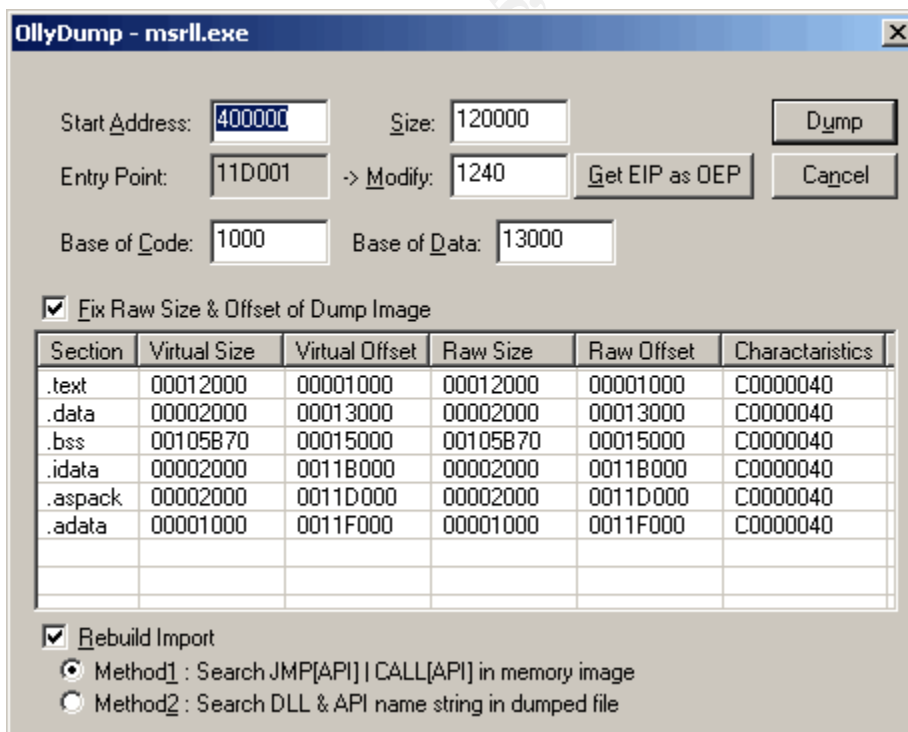 OllyDump - msrll.exe
Start Address: 400000 Size: 120000 Dump
Entry Point: 11D001 -> Modify: 1240 Get EIP as OEP Cancel
Base of Code: 1000 Base of Data: 13000
Fix Raw Size & Offset of Dump Image
Section Virtual Size Virtual Offset Raw Size Raw Offset Charactaristics
.text 00012000 00001000 00012000 00001000 C0000040
.data 00002000 00013000 00002000 00013000 C0000040
.bss 00105B70 00015000 00105B70 00015000 C0000040
.idata 00002000 0011B000 00002000 0011B000 C0000040
.aspack 00002000 0011D000 00002000 0011D000 C0000040
.adata 00001000 0011F000 00001000 0011F000 C0000040
Rebuild Import
Method1 : Search JMP[API] | CALL[API] in memory image
Method2 : Search DLL & API name string in dumped file